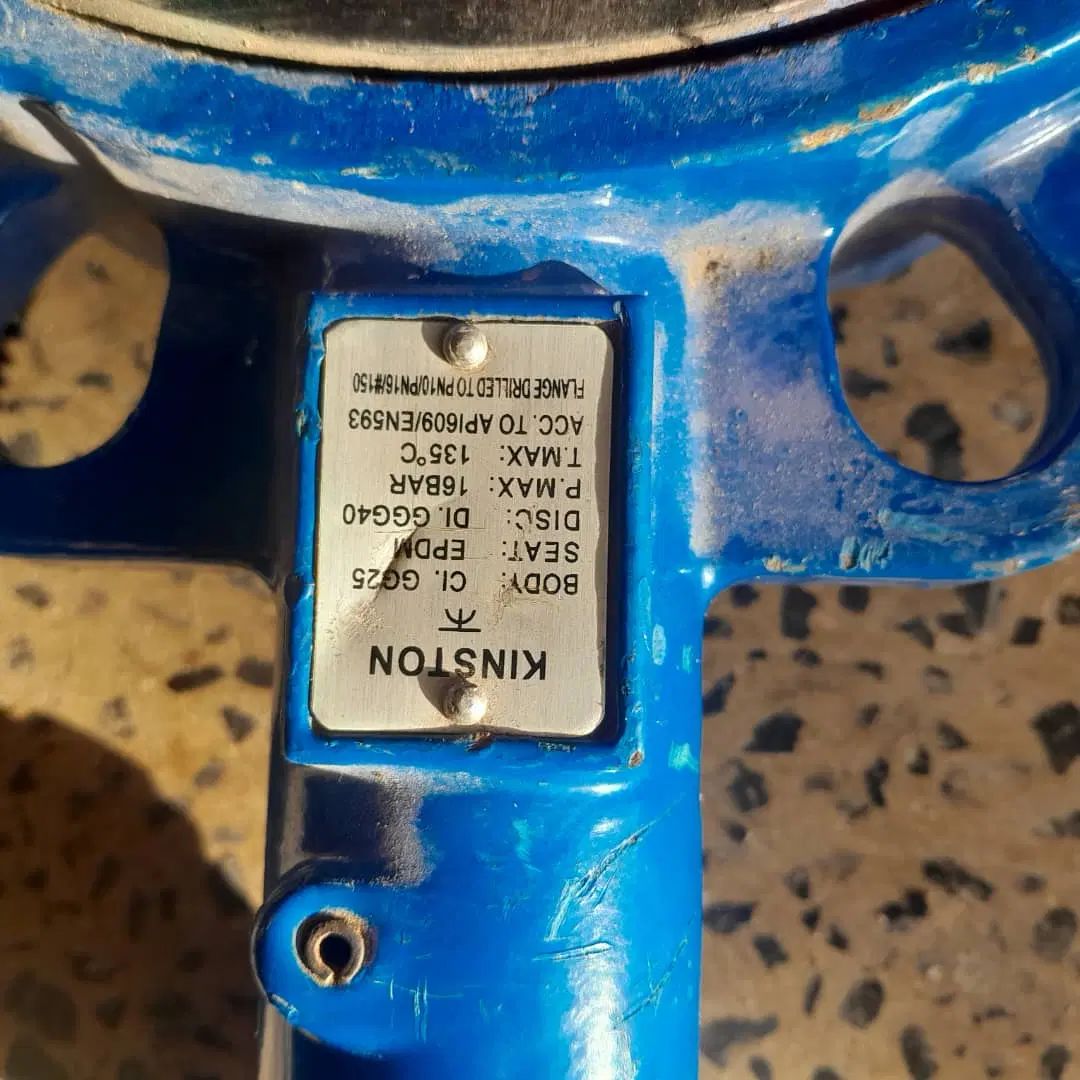 KINSTON
BODY: CI. GG25
SEAT: EPDM
DISC: DI. GGG40
P.MAX: 16BAR
T.MAX: 135°C
ACC. TO API609/EN593
FLANGE DRILLED TO PN10/PN16/#150